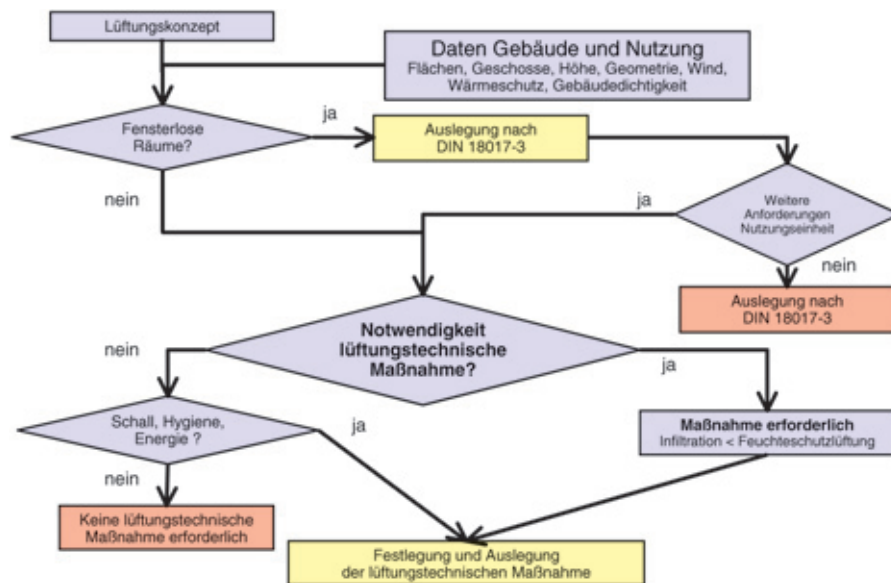 Lüftungskonzept
Daten Gebäude und Nutzung
Flächen, Geschosse, Höhe, Geometrie, Wind,
Wärmeschutz, Gebäudedichtigkeit
Fensterlose
Räume?
ja
Auslegung nach
DIN 18017-3
nein
ja
Weitere
Anforderungen
Nutzungseinheit
nein
Auslegung nach
DIN 18017-3
Notwendigkeit
lüftungstechnische
Maßnahme?
nein
ja
Schall, Hygiene,
Energie ?
ja
Maßnahme erforderlich
Infiltration < Feuchteschutzlüftung
nein
Keine lüftungstechnische
Maßnahme erforderlich
Festlegung und Auslegung
der lüftungstechnischen Maßnahme